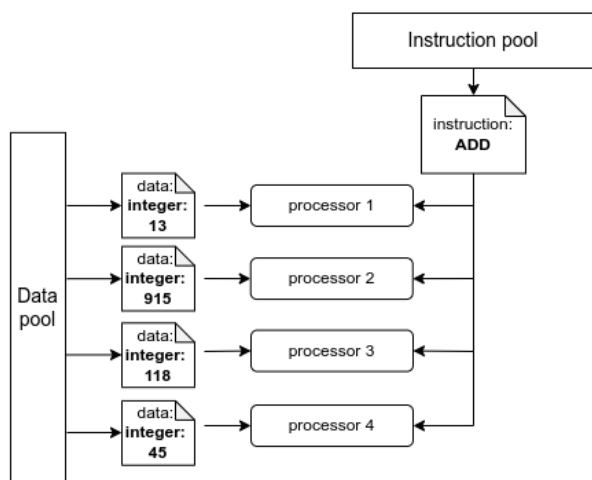 Instruction pool
instruction:
ADD
data:
integer:
13
processor 1
data:
integer:
915
processor 2
Data
pool
data:
integer:
118
processor 3
data:
integer:
45
processor 4